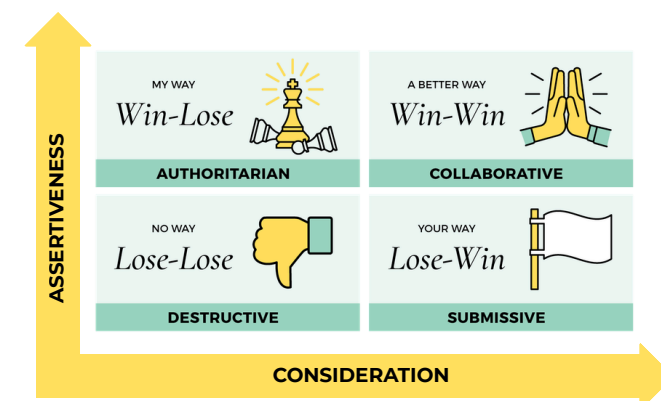 ASSERTIVENESS
MY WAY
Win-Lose
AUTHORITARIAN
A BETTER WAY
Win-Win
COLLABORATIVE
NO WAY
Lose-Lose
DESTRUCTIVE
YOUR WAY
Lose-Win
SUBMISSIVE
CONSIDERATION